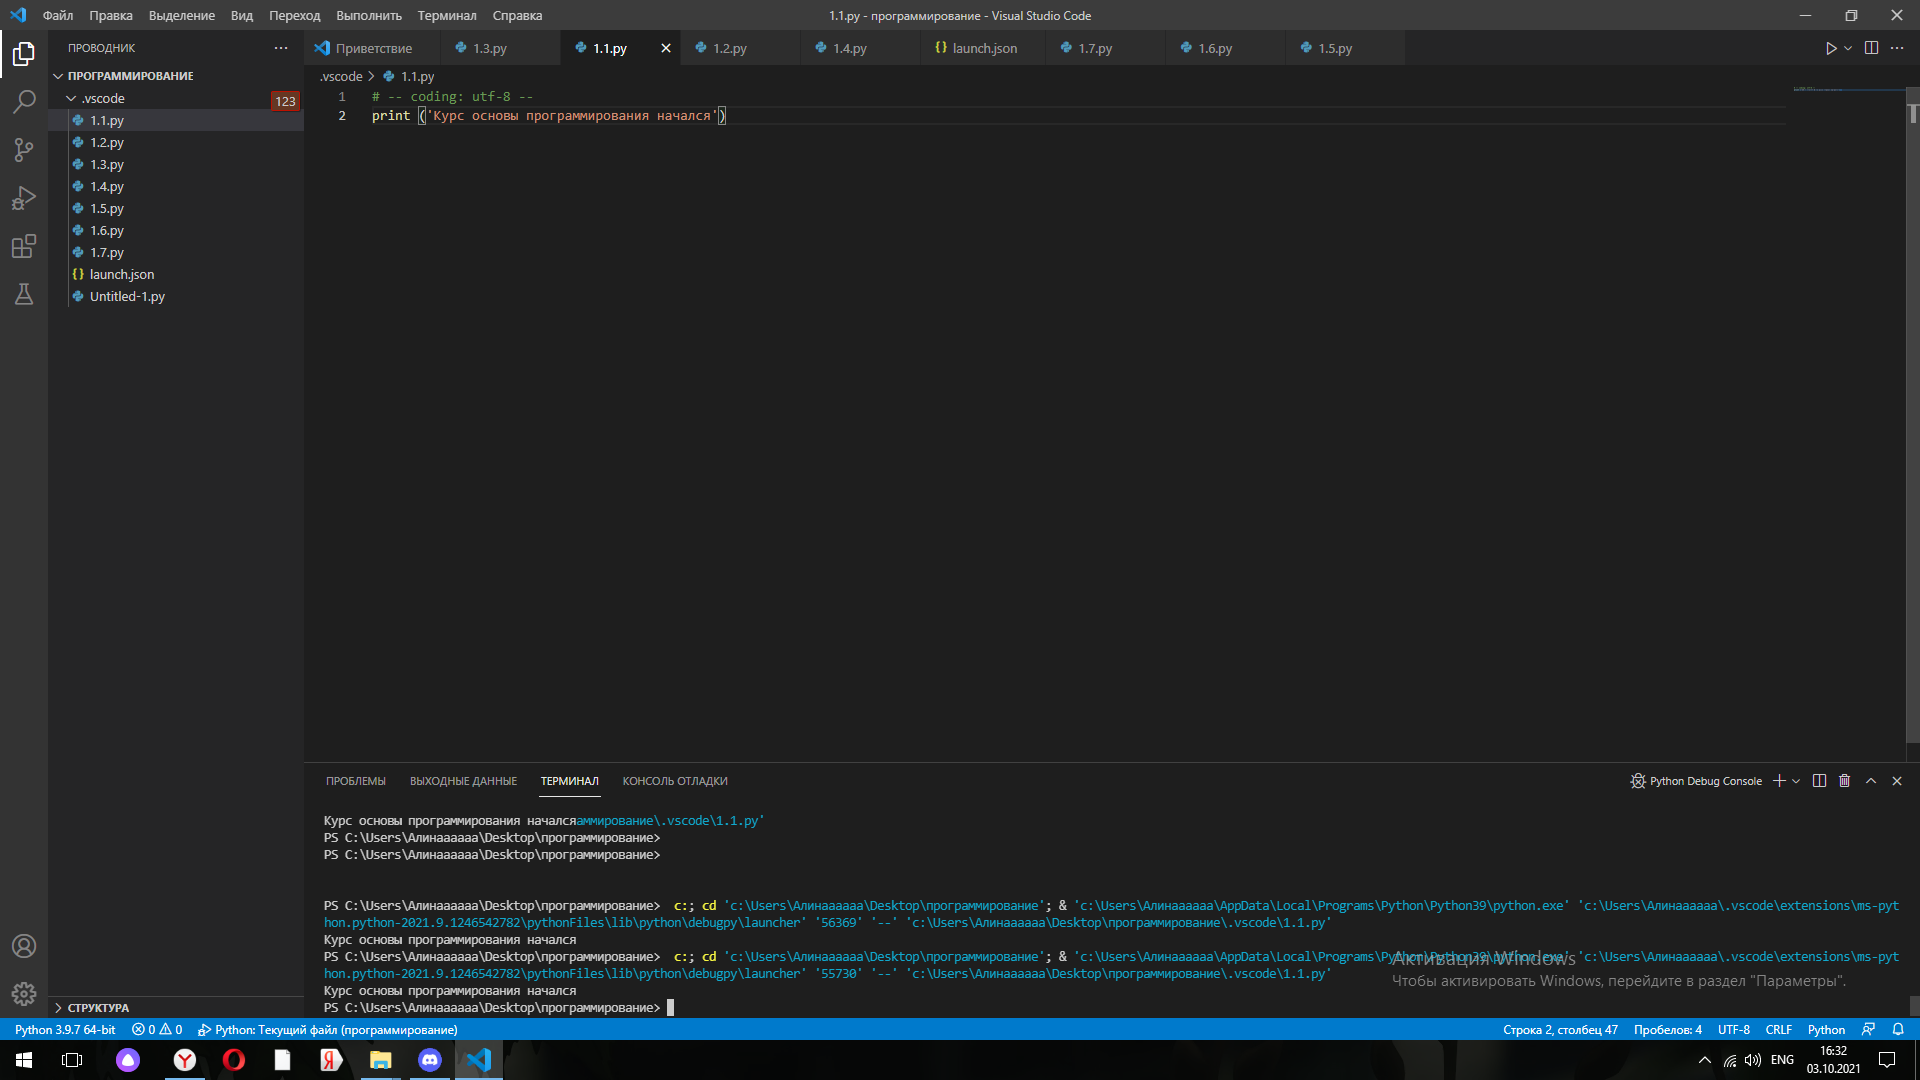 Файл Правка Выделение Вид Переход Выполнить Терминал Справка
1.1.py - программирование - Visual Studio Code
ПРОВОДНИК
ПРОГРАММИРОВАНИЕ
.vscode
123
1.1.py
1.2.py
1.3.py
1.4.py
1.5.py
1.6.py
1.7.py
launch.json
Untitled-1.py
СТРУКТУРА
Приветствие 1.3.py 1.1.py 1.2.py 1.4.py launch.json 1.7.py 1.6.py 1.5.py
.vscode > 1.1.py
1 # -- coding: utf-8 --
2 print ('Курс основы программирования начался')
ПРОБЛЕМЫ ВЫХОДНЫЕ ДАННЫЕ ТЕРМИНАЛ КОНСОЛЬ ОТЛАДКИ
Python Debug Console
Курс основы программирования началсяаммирование\.vscode\1.1.py'
PS C:\Users\Алинаааааа\Desktop\программирование>
PS C:\Users\Алинаааааа\Desktop\программирование>
PS C:\Users\Алинаааааа\Desktop\программирование>  c:; cd 'c:\Users\Алинаааааа\Desktop\программирование'; & 'c:\Users\Алинаааааа\AppData\Local\Programs\Python\Python39\python.exe' 'c:\Users\Алинаааааа\.vscode\extensions\ms-pyt
hon.python-2021.9.1246542782\pythonFiles\lib\python\debugpy\launcher' '56369' '--' 'c:\Users\Алинаааааа\Desktop\программирование\.vscode\1.1.py'
Курс основы программирования начался
PS C:\Users\Алинаааааа\Desktop\программирование>  c:; cd 'c:\Users\Алинаааааа\Desktop\программирование'; & 'c:\Users\Алинаааааа\AppData\Local\Programs\Python\Python39\python.exe' 'c:\Users\Алинаааааа\.vscode\extensions\ms-pyt
hon.python-2021.9.1246542782\pythonFiles\lib\python\debugpy\launcher' '55730' '--' 'c:\Users\Алинаааааа\Desktop\программирование\.vscode\1.1.py'
Курс основы программирования начался
PS C:\Users\Алинаааааа\Desktop\программирование>
Активация Windows
Чтобы активировать Windows, перейдите в раздел "Параметры".
Python 3.9.7 64-bit 0 0 Python: Текущий файл (программирование)
Строка 2, столбец 47 Пробелов: 4 UTF-8 CRLF Python
ENG
16:32
03.10.2021